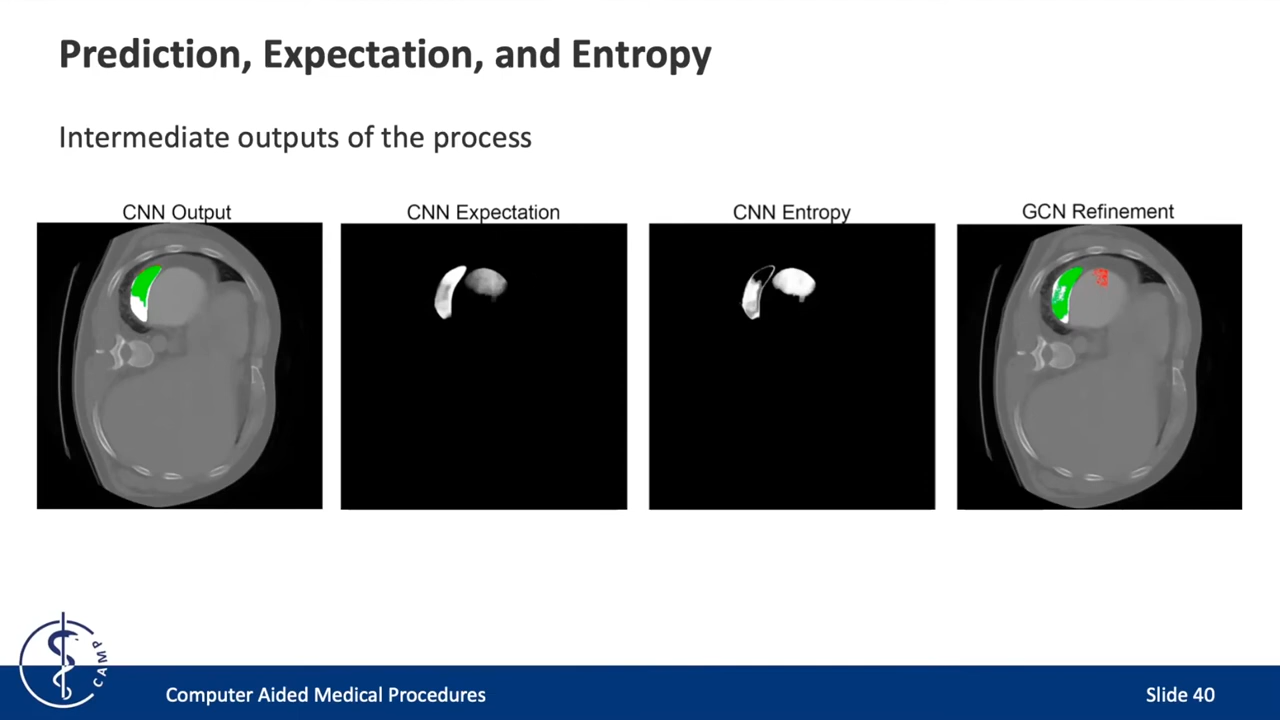 Prediction, Expectation, and Entropy
Intermediate outputs of the process
CNN Output
CNN Expectation
CNN Entropy
GCN Refinement
CAMP
Computer Aided Medical Procedures
Slide 40